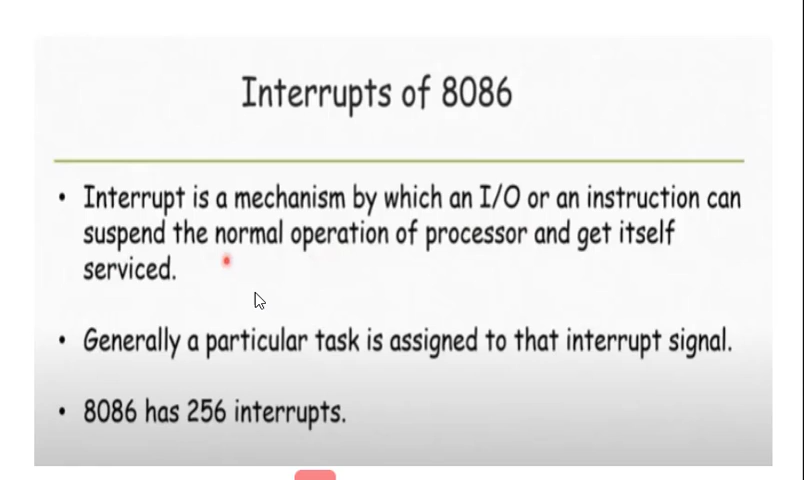 Interrupts of 8086
• Interrupt is a mechanism by which an I/O or an instruction can
suspend the normal operation of processor and get itself
serviced.
• Generally a particular task is assigned to that interrupt signal.
• 8086 has 256 interrupts.